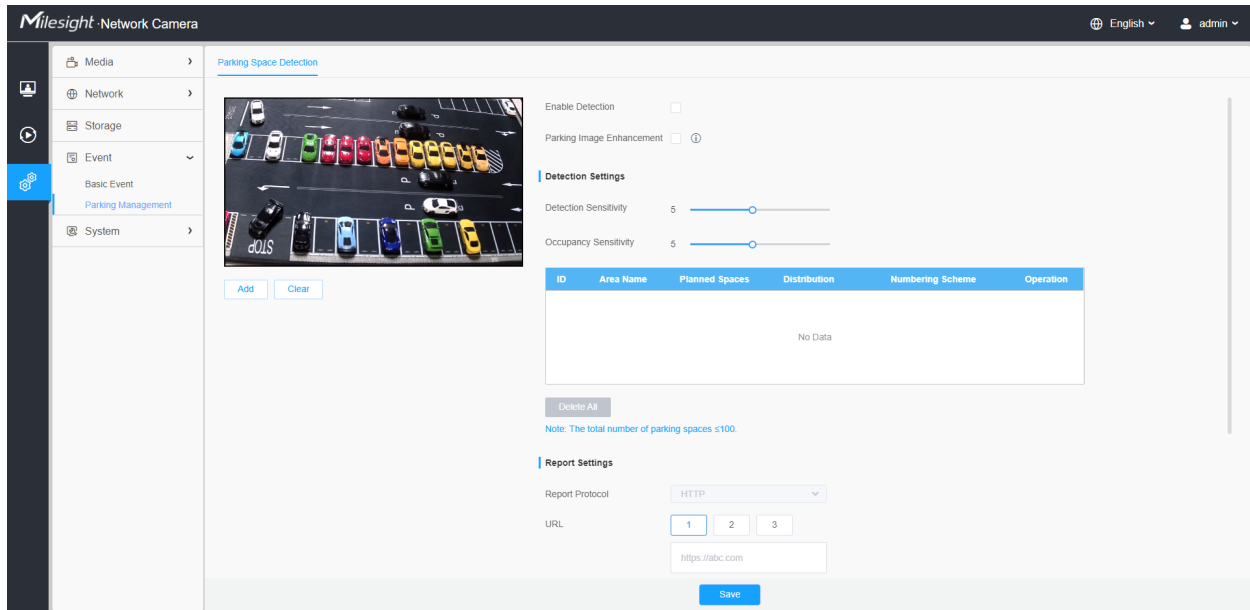 Milesight·Network Camera
English
admin
Media
Network
Storage
Event
Basic Event
Parking Management
System
Parking Space Detection
P
P
P
P
STOP
Add
Clear
Enable Detection
Parking Image Enhancement
Detection Settings
Detection Sensitivity
5
Occupancy Sensitivity
5
ID Area Name Planned Spaces Distribution Numbering Scheme Operation
No Data
Delete All
Note: The total number of parking spaces ≤100.
Report Settings
Report Protocol
HTTP
URL
1 2 3
https://abc.com
Save